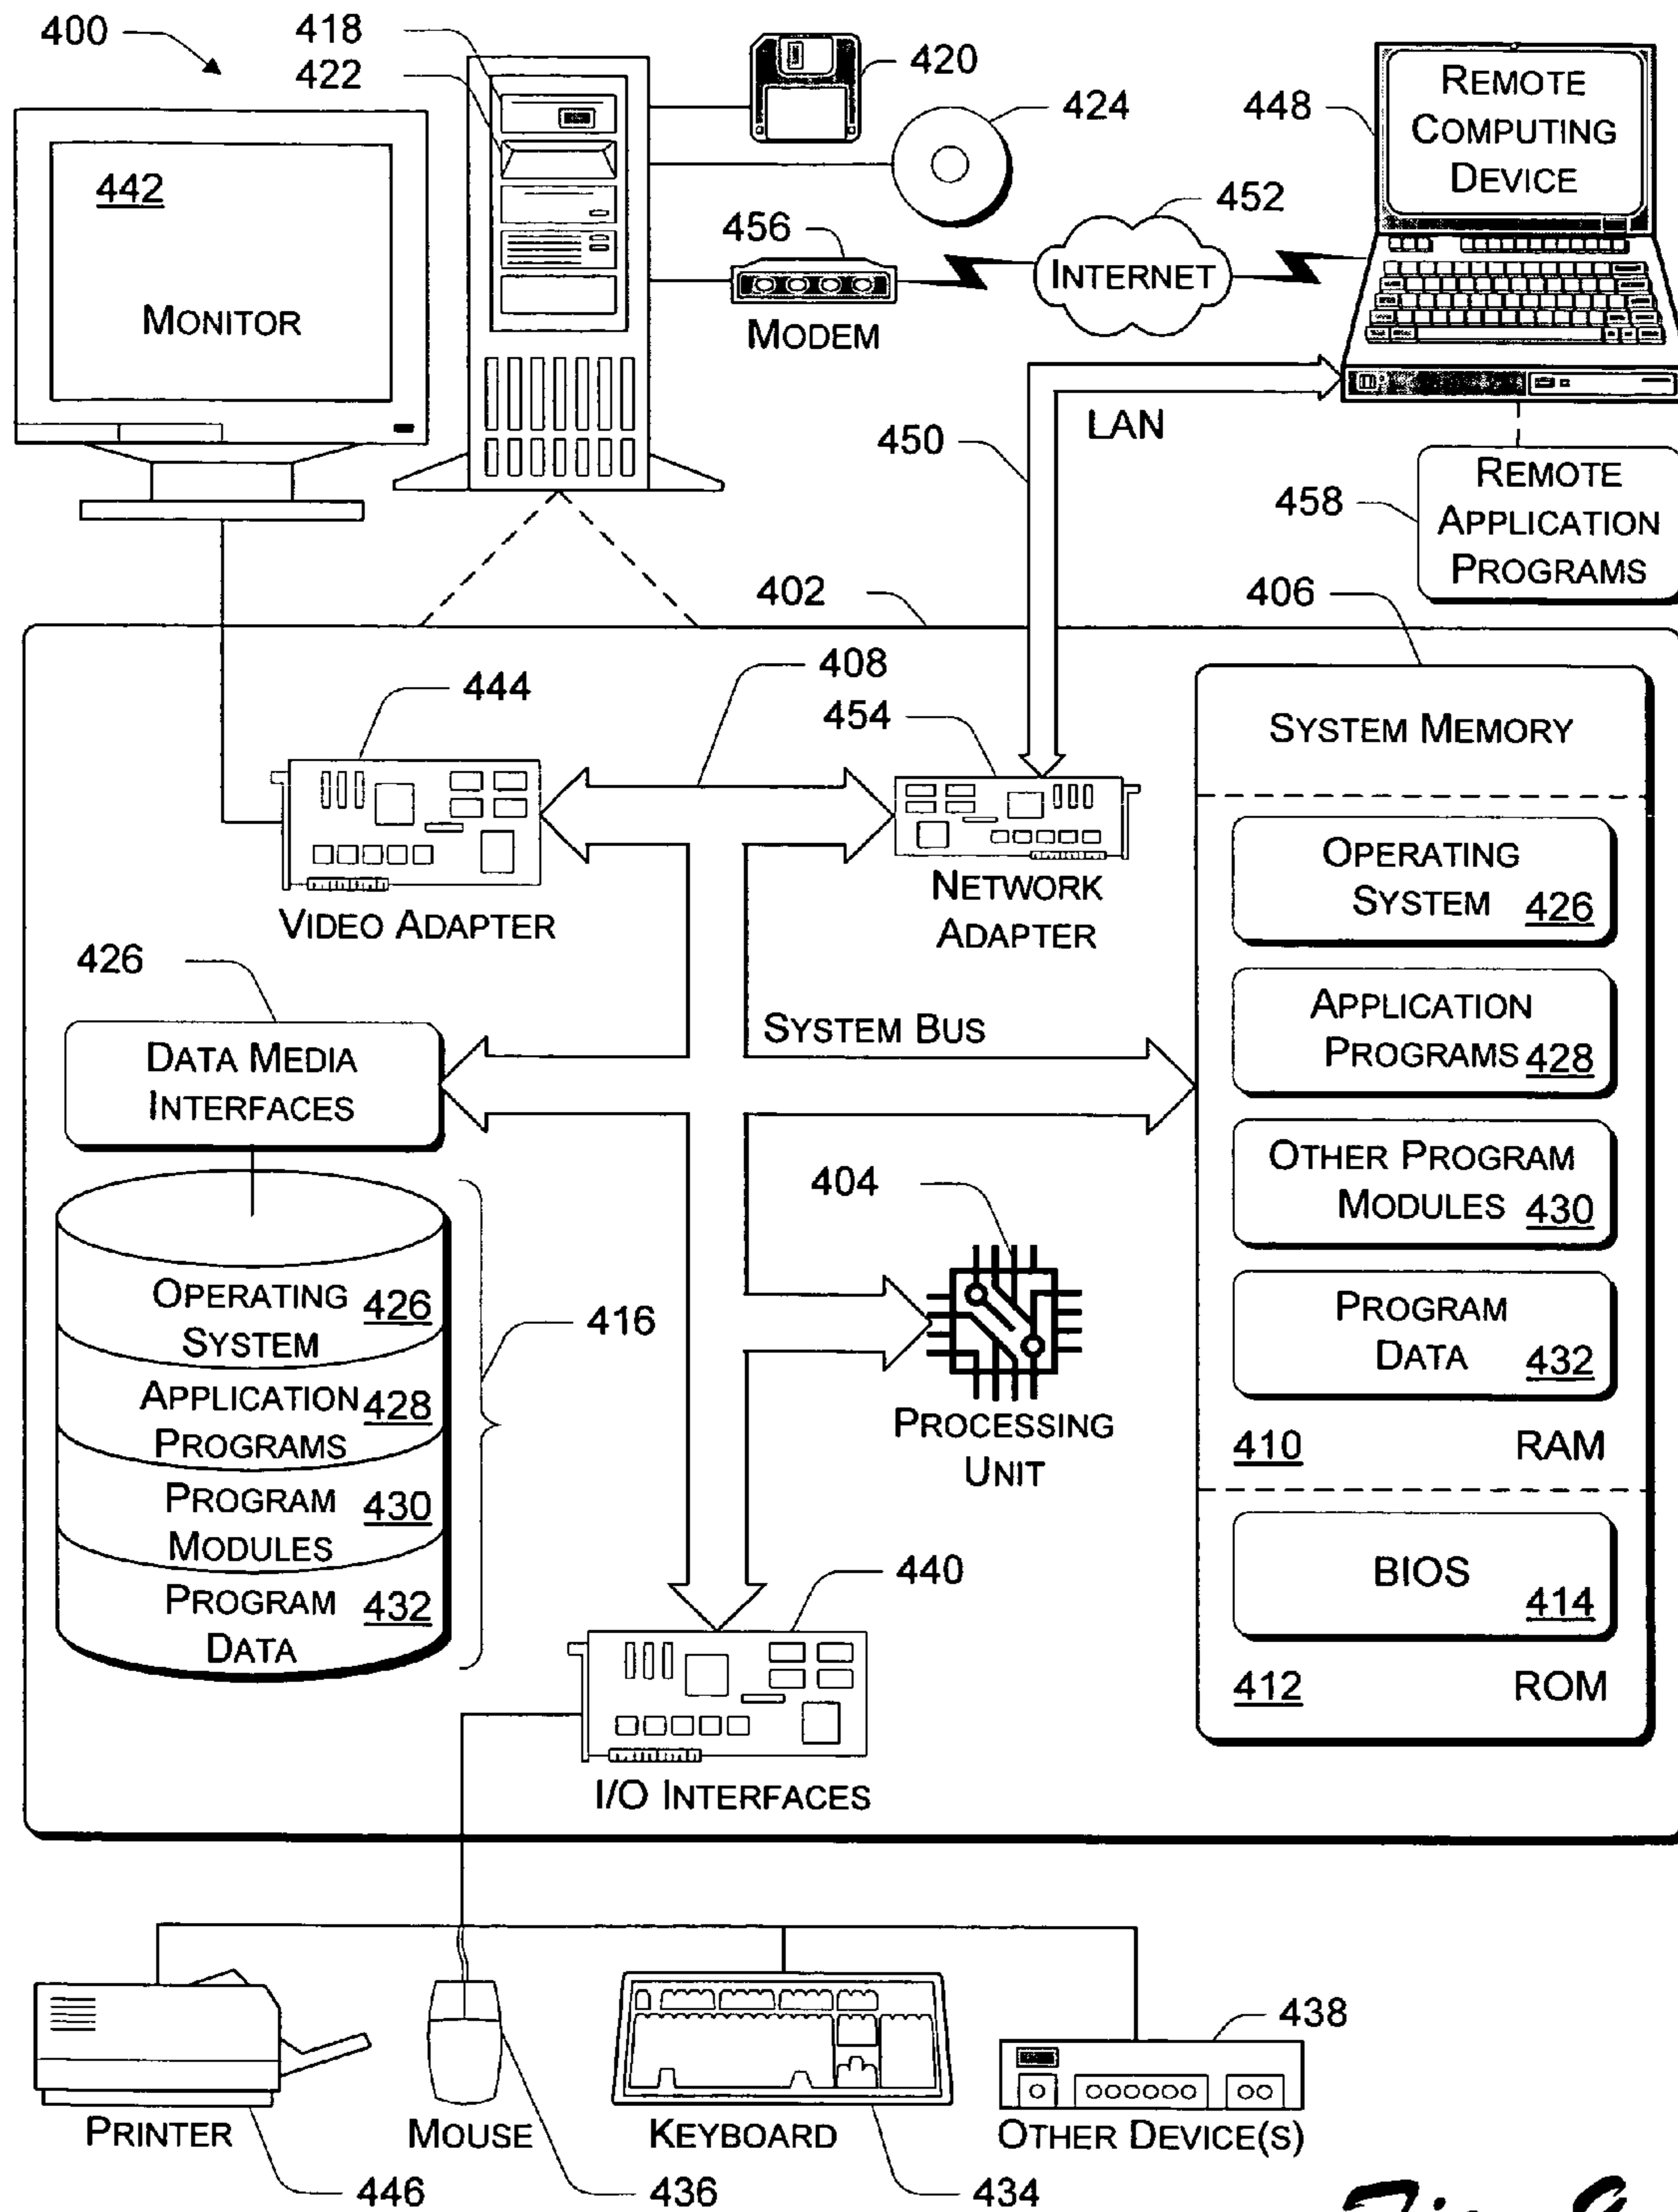 400
418
422
420
424
448
REMOTE
COMPUTING
DEVICE
442
MONITOR
456
MODEM
452
INTERNET
LAN
450
458
REMOTE
APPLICATION
PROGRAMS
402
406
408
444
454
VIDEO ADAPTER
NETWORK
ADAPTER
SYSTEM MEMORY
OPERATING
SYSTEM 426
APPLICATION
PROGRAMS 428
OTHER PROGRAM
MODULES 430
PROGRAM
DATA 432
410 RAM
BIOS
414
412 ROM
426
DATA MEDIA
INTERFACES
SYSTEM BUS
404
PROCESSING
UNIT
OPERATING 426
SYSTEM
APPLICATION 428
PROGRAMS
PROGRAM 430
MODULES
PROGRAM 432
DATA
416
440
I/O INTERFACES
438
PRINTER
MOUSE
KEYBOARD
OTHER DEVICE(S)
446
436
434